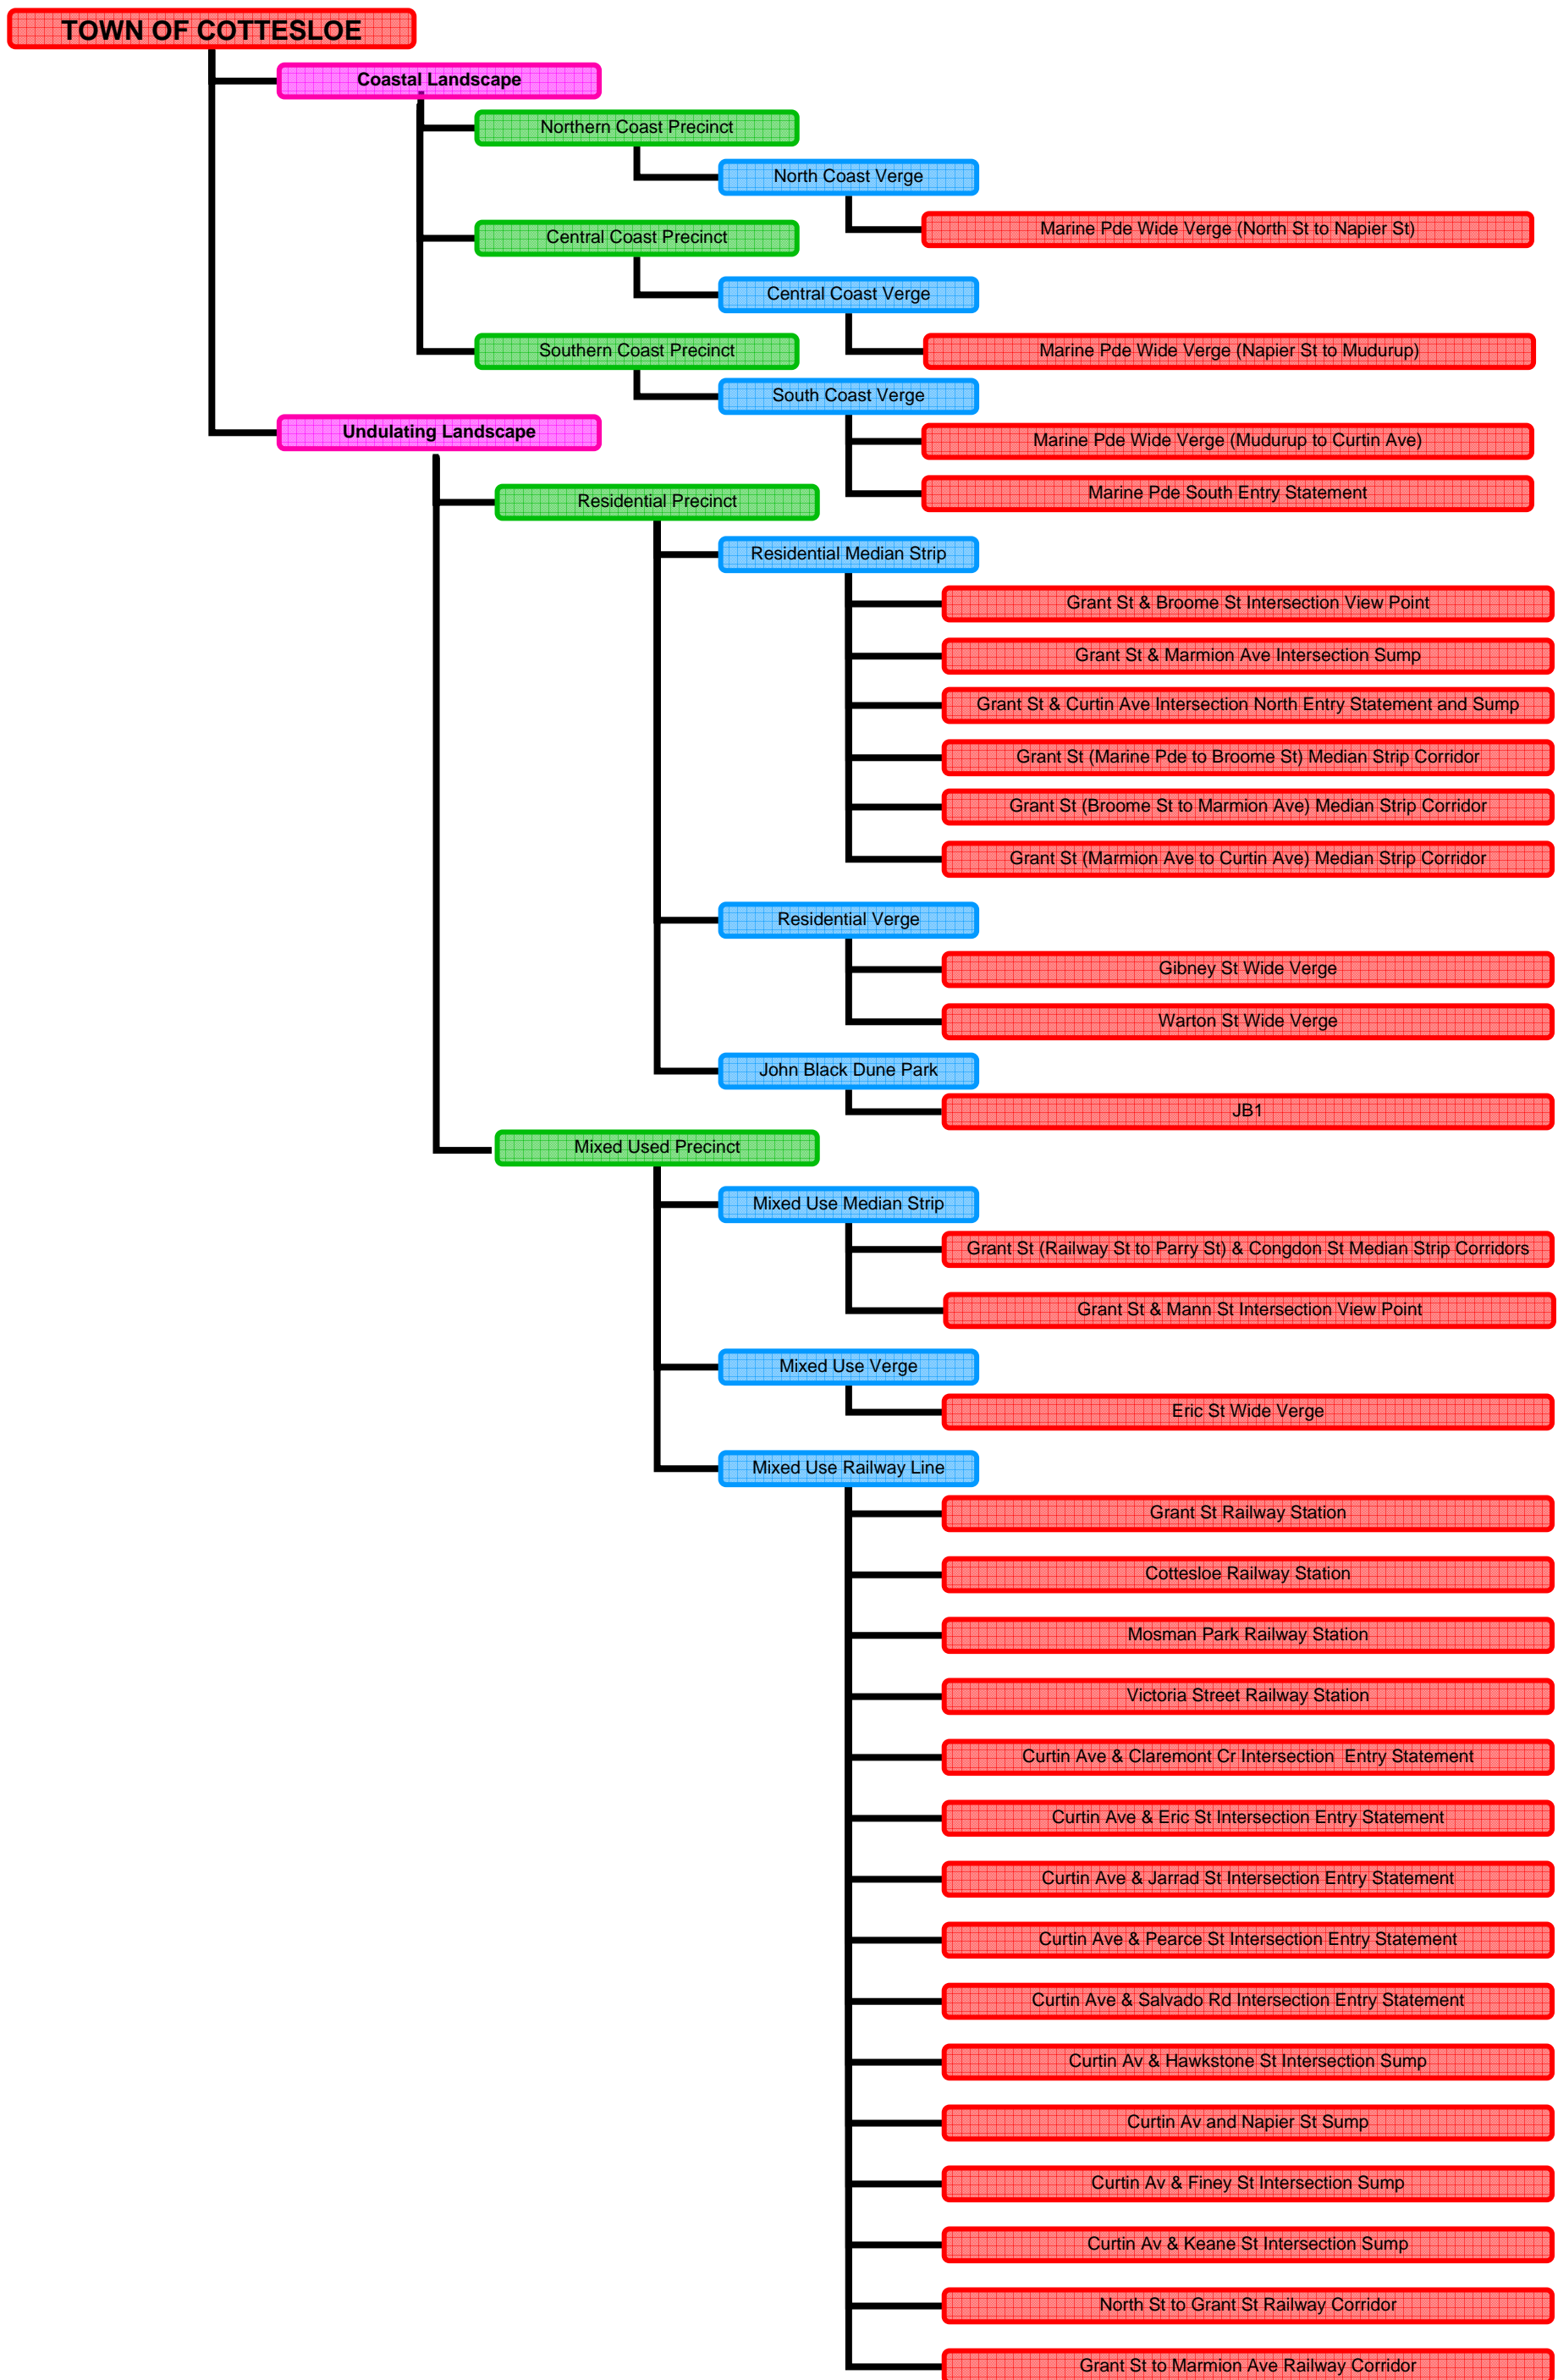 TOWN OF COTTESLOE
Coastal Landscape
Northern Coast Precinct
North Coast Verge
Marine Pde Wide Verge (North St to Napier St)
Central Coast Precinct
Central Coast Verge
Marine Pde Wide Verge (Napier St to Mudurup)
Southern Coast Precinct
South Coast Verge
Marine Pde Wide Verge (Mudurup to Curtin Ave)
Marine Pde South Entry Statement
Undulating Landscape
Residential Precinct
Residential Median Strip
Grant St & Broome St Intersection View Point
Grant St & Marmion Ave Intersection Sump
Grant St & Curtin Ave Intersection North Entry Statement and Sump
Grant St (Marine Pde to Broome St) Median Strip Corridor
Grant St (Broome St to Marmion Ave) Median Strip Corridor
Grant St (Marmion Ave to Curtin Ave) Median Strip Corridor
Residential Verge
Gibney St Wide Verge
Warton St Wide Verge
John Black Dune Park
JB1
Mixed Used Precinct
Mixed Use Median Strip
Grant St (Railway St to Parry St) & Congdon St Median Strip Corridors
Grant St & Mann St Intersection View Point
Mixed Use Verge
Eric St Wide Verge
Mixed Use Railway Line
Grant St Railway Station
Cottesloe Railway Station
Mosman Park Railway Station
Victoria Street Railway Station
Curtin Ave & Claremont Cr Intersection  Entry Statement
Curtin Ave & Eric St Intersection Entry Statement
Curtin Ave & Jarrad St Intersection Entry Statement
Curtin Ave & Pearce St Intersection Entry Statement
Curtin Ave & Salvado Rd Intersection Entry Statement
Curtin Av & Hawkstone St Intersection Sump
Curtin Av and Napier St Sump
Curtin Av & Finey St Intersection Sump
Curtin Av & Keane St Intersection Sump
North St to Grant St Railway Corridor
Grant St to Marmion Ave Railway Corridor